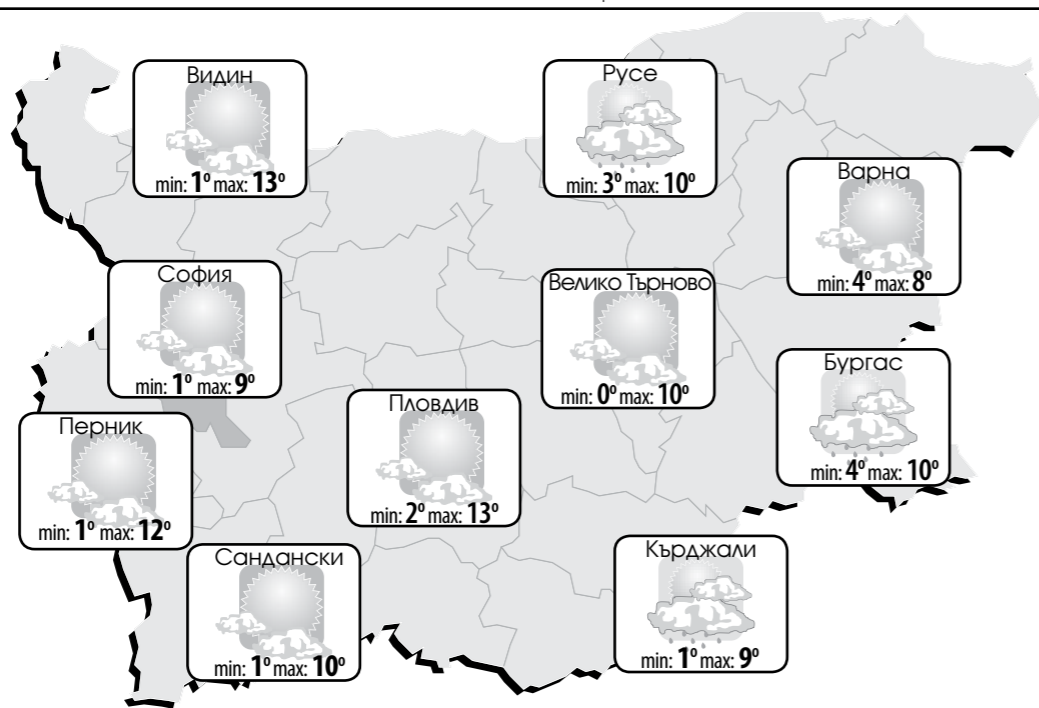 Видин
min: 1° max: 13°
Русе
min: 3° max: 10°
Варна
min: 4° max: 8°
София
min: 1° max: 9°
Велико Търново
min: 0° max: 10°
Бургас
min: 4° max: 10°
Пловдив
min: 2° max: 13°
Перник
min: 1° max: 12°
Сандански
min: 1° max: 10°
Кърджали
min: 1° max: 9°